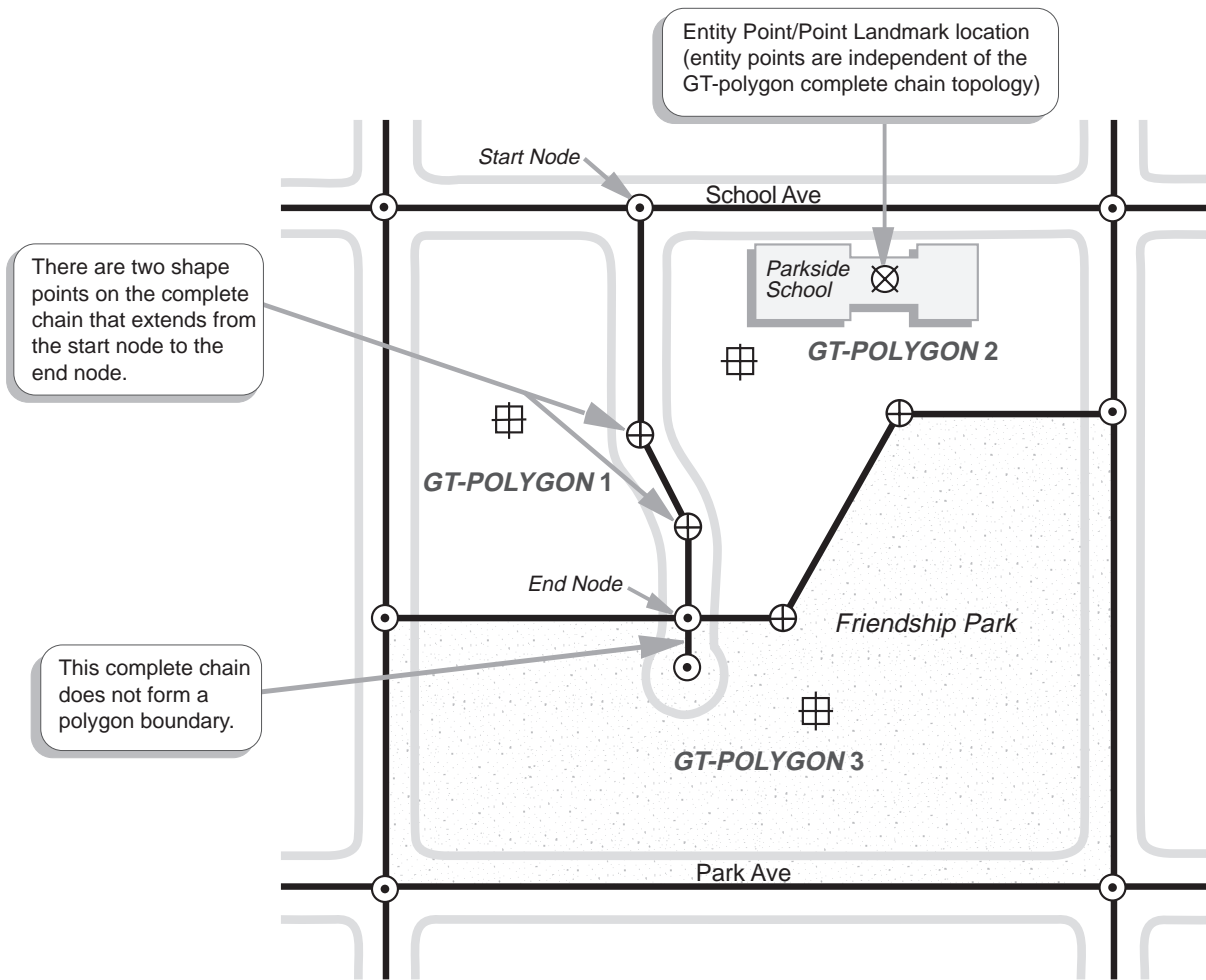 Entity Point/Point Landmark location
(entity points are independent of the
GT-polygon complete chain topology)
Start Node
School Ave
There are two shape
points on the complete
chain that extends from
the start node to the
end node.
Parkside
School
GT-POLYGON 2
GT-POLYGON 1
End Node
Friendship Park
This complete chain
does not form a
polygon boundary.
GT-POLYGON 3
Park Ave